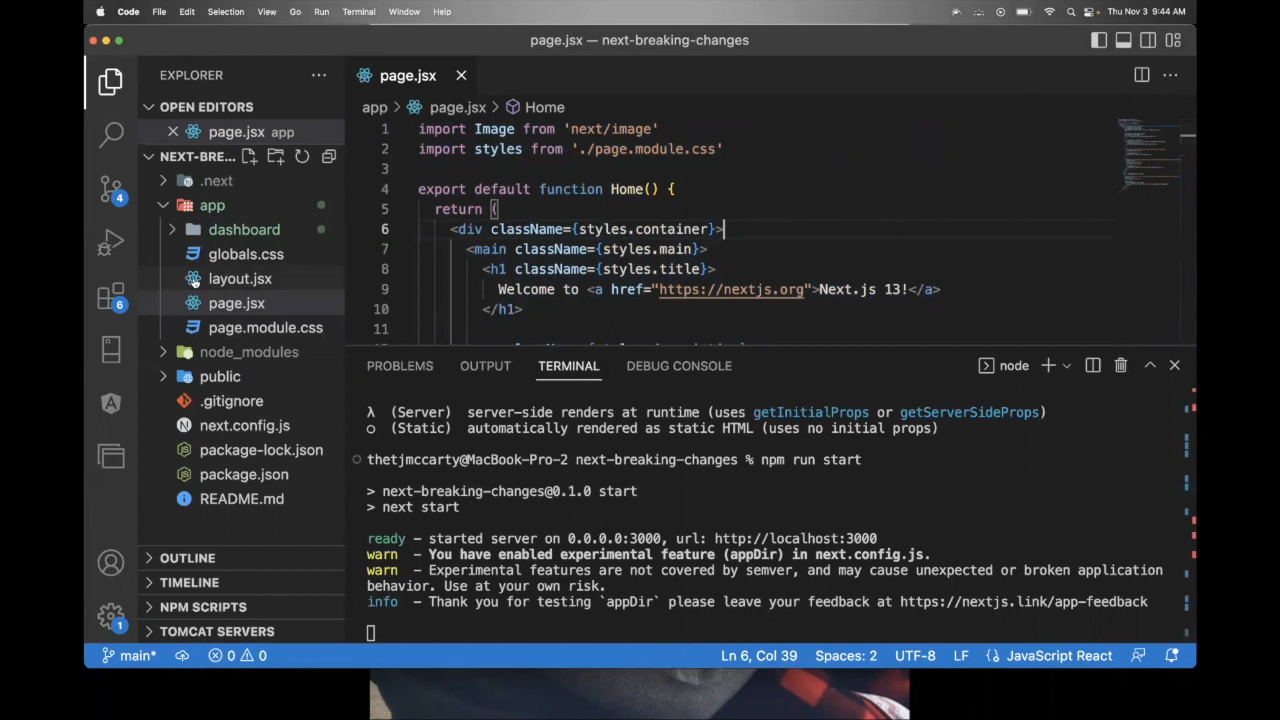 Code File Edit Selection View Go Run Terminal Window Help Thu Nov 3 9:44 AM
page.jsx — next-breaking-changes
EXPLORER
OPEN EDITORS
page.jsx app
NEXT-BRE...
.next
app
dashboard
globals.css
layout.jsx
page.jsx
page.module.css
node_modules
public
.gitignore
next.config.js
package-lock.json
package.json
README.md
OUTLINE
TIMELINE
NPM SCRIPTS
TOMCAT SERVERS
4
6
1
page.jsx
app > page.jsx > Home
1 import Image from 'next/image'
2 import styles from './page.module.css'
3
4 export default function Home() {
5 return (
6 <div className={styles.container}>
7 <main className={styles.main}>
8 <h1 className={styles.title}>
9 Welcome to <a href="https://nextjs.org">Next.js 13!</a>
10 </h1>
11
PROBLEMS OUTPUT TERMINAL DEBUG CONSOLE node
λ (Server) server-side renders at runtime (uses getInitialProps or getServerSideProps)
○ (Static) automatically rendered as static HTML (uses no initial props)
thetjmccarty@MacBook-Pro-2 next-breaking-changes % npm run start
> next-breaking-changes@0.1.0 start
> next start
ready - started server on 0.0.0.0:3000, url: http://localhost:3000
warn - You have enabled experimental feature (appDir) in next.config.js.
warn - Experimental features are not covered by semver, and may cause unexpected or broken application
behavior. Use at your own risk.
info - Thank you for testing `appDir` please leave your feedback at https://nextjs.link/app-feedback
main* 0 0 Ln 6, Col 39 Spaces: 2 UTF-8 LF JavaScript React